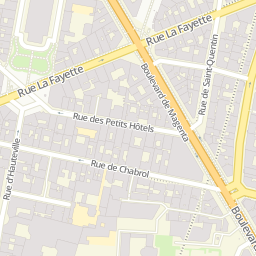 Rue La Fayette
Rue La Fayette
Boulevard de Magenta
Rue de Saint-Quentin
Rue des Petits Hôtels
Rue de Chabrol
Rue d'Hauteville
Boulevard